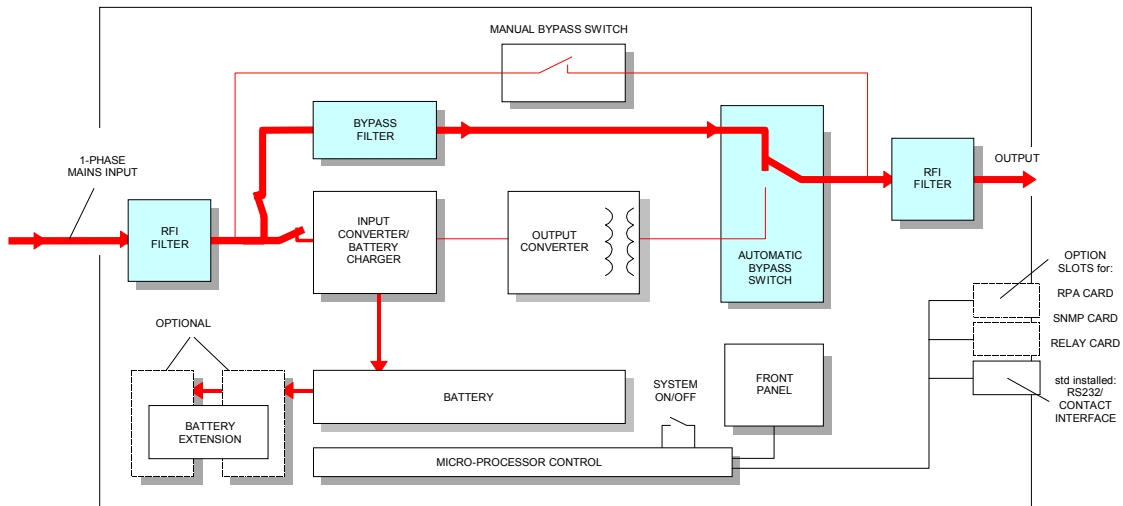 MANUAL BYPASS SWITCH
BYPASS
FILTER
1-PHASE
MAINS INPUT
RFI
FILTER
OUTPUT
RFI
FILTER
INPUT
CONVERTER/
BATTERY
CHARGER
OUTPUT
CONVERTER
AUTOMATIC
BYPASS
SWITCH
OPTION
SLOTS for:
RPA CARD
SNMP CARD
RELAY CARD
std installed:
RS232/
CONTACT
INTERFACE
OPTIONAL
BATTERY
EXTENSION
BATTERY
SYSTEM
ON/OFF
FRONT
PANEL
MICRO-PROCESSOR CONTROL